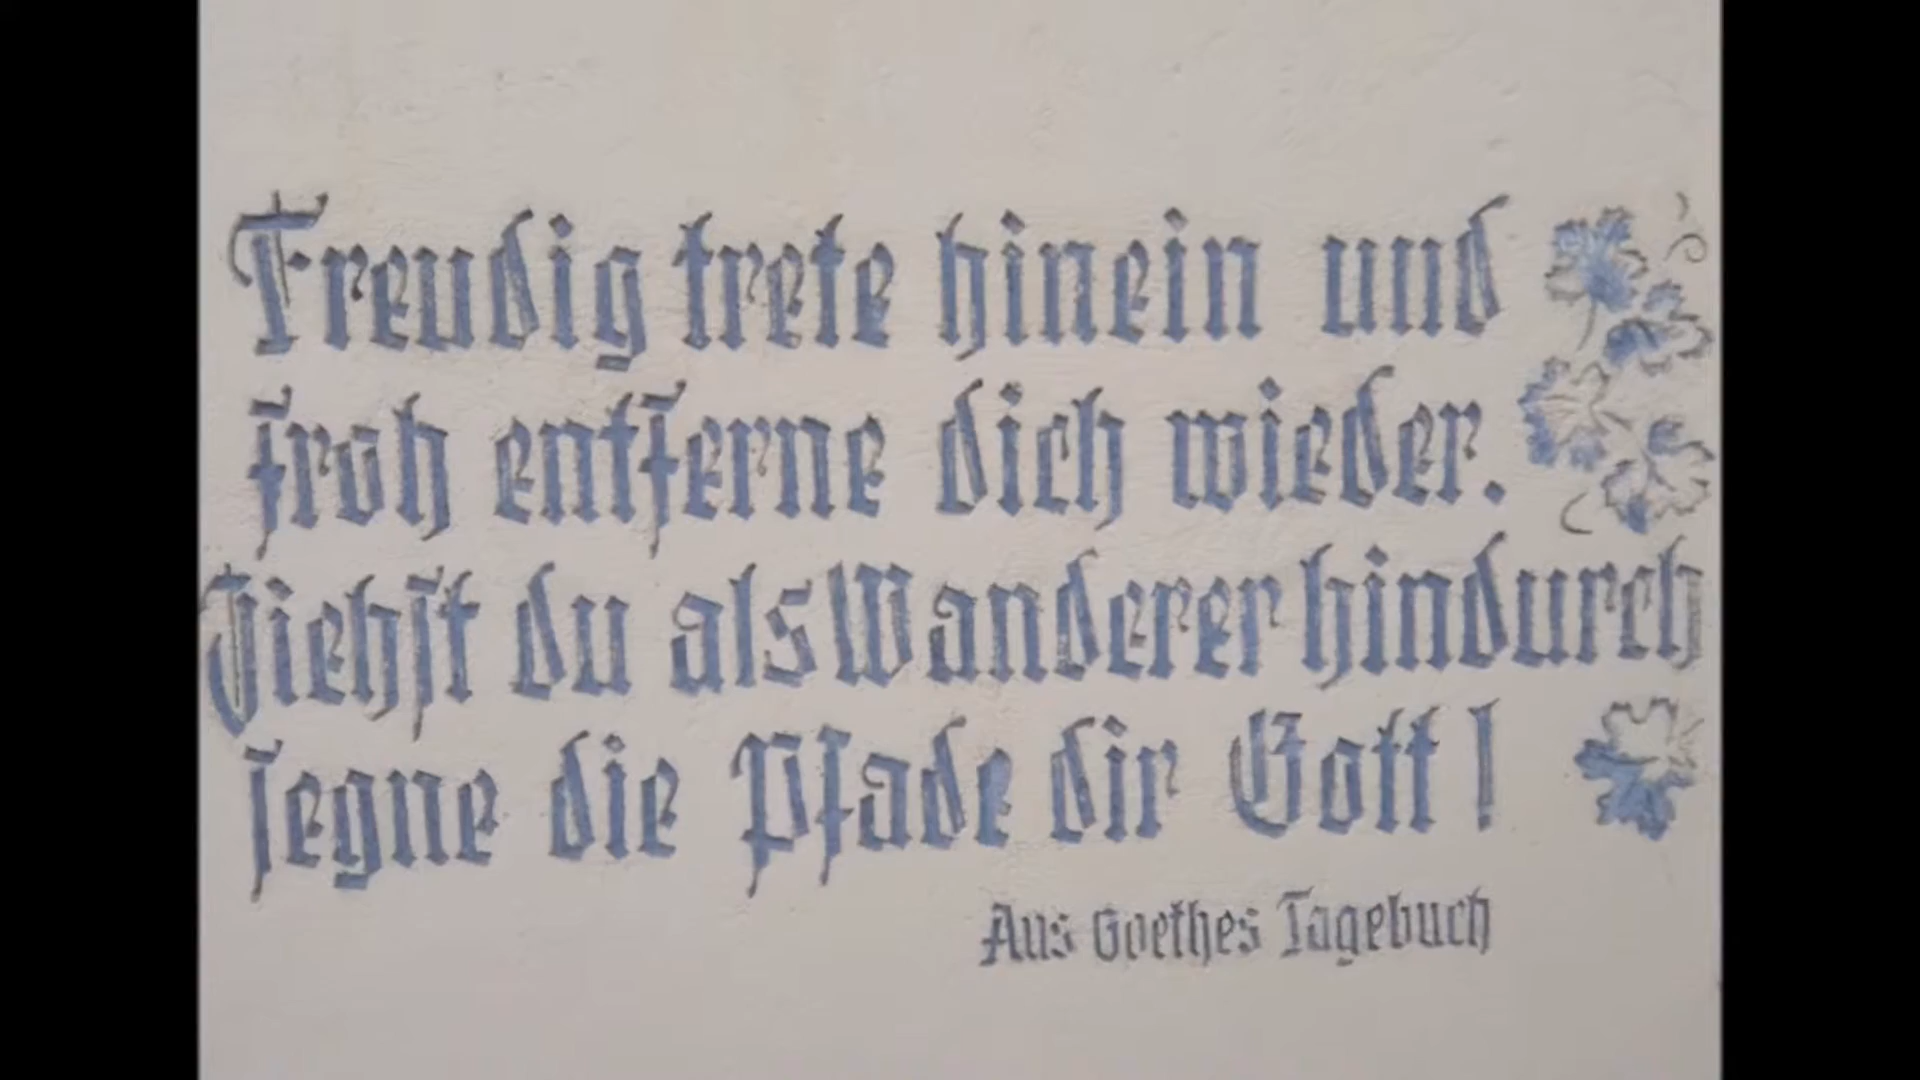 Freudig trete hinein und
froh entferne dich wieder.
Ziehſt du als Wanderer hindurch
ſegne die Pfade dir Gott!
Aus Goethes Tagebuch